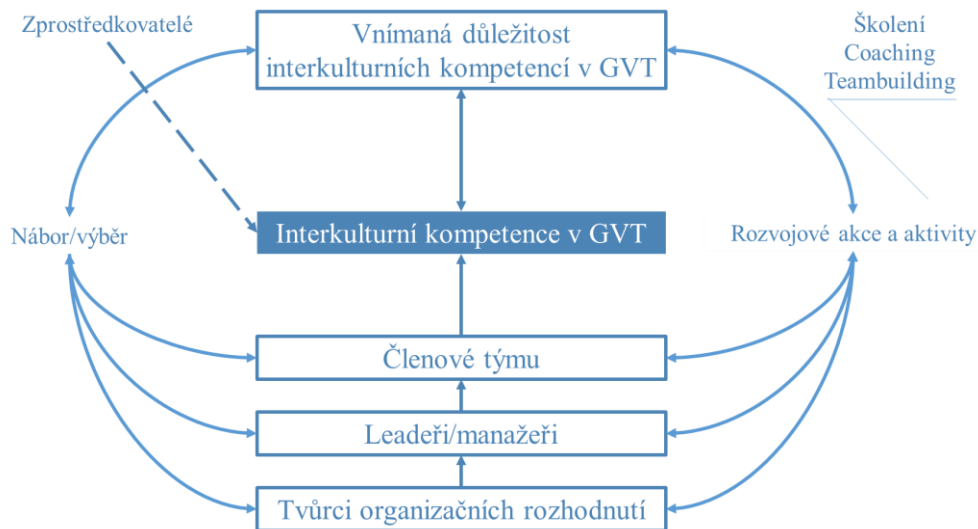 Zprostředkovatelé
Vnímaná důležitost
interkulturních kompetencí v GVT
Školení
Coaching
Teambuilding
Nábor/výběr
Interkulturní kompetence v GVT
Rozvojové akce a aktivity
Členové týmu
Leadeři/manažeři
Tvůrci organizačních rozhodnutí